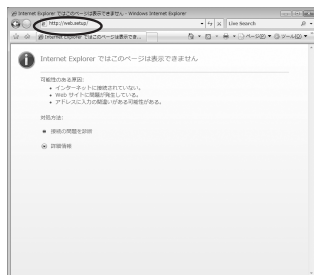 Internet Explorer ではこのページは表示できません - Windows Internet Explorer
http://web.setup/
Live Search
Internet Explorer ではこのページは表示でき...
ページ(P) ツール(O)
Internet Explorer ではこのページは表示できません
可能性のある原因:
• インターネットに接続されていない。
• Web サイトに問題が発生している。
• アドレスに入力の間違いがある可能性がある。
対処方法:
接続の問題を診断
詳細情報